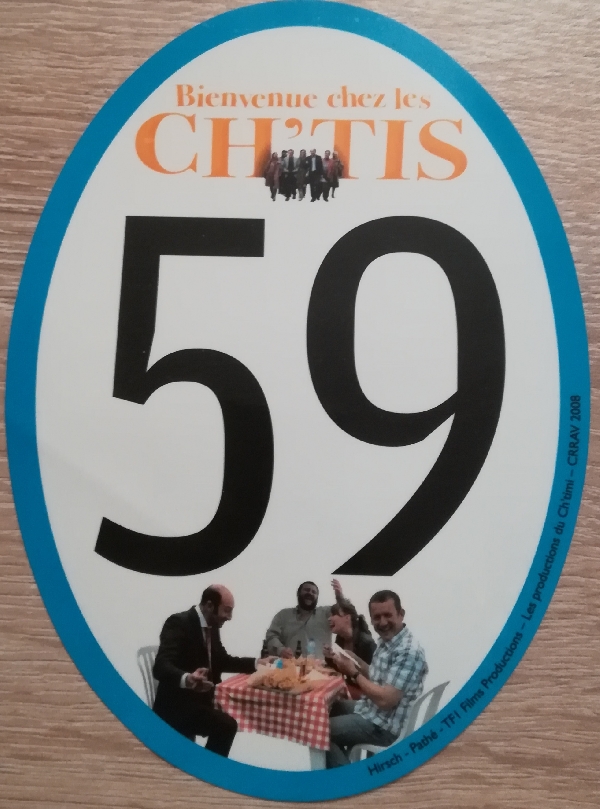 Bienvenue chez les
CH'TIS
59
Hirsch - Pathé - TF1 Films Productions - Les productions du Ch'timi - CRRAV 2008